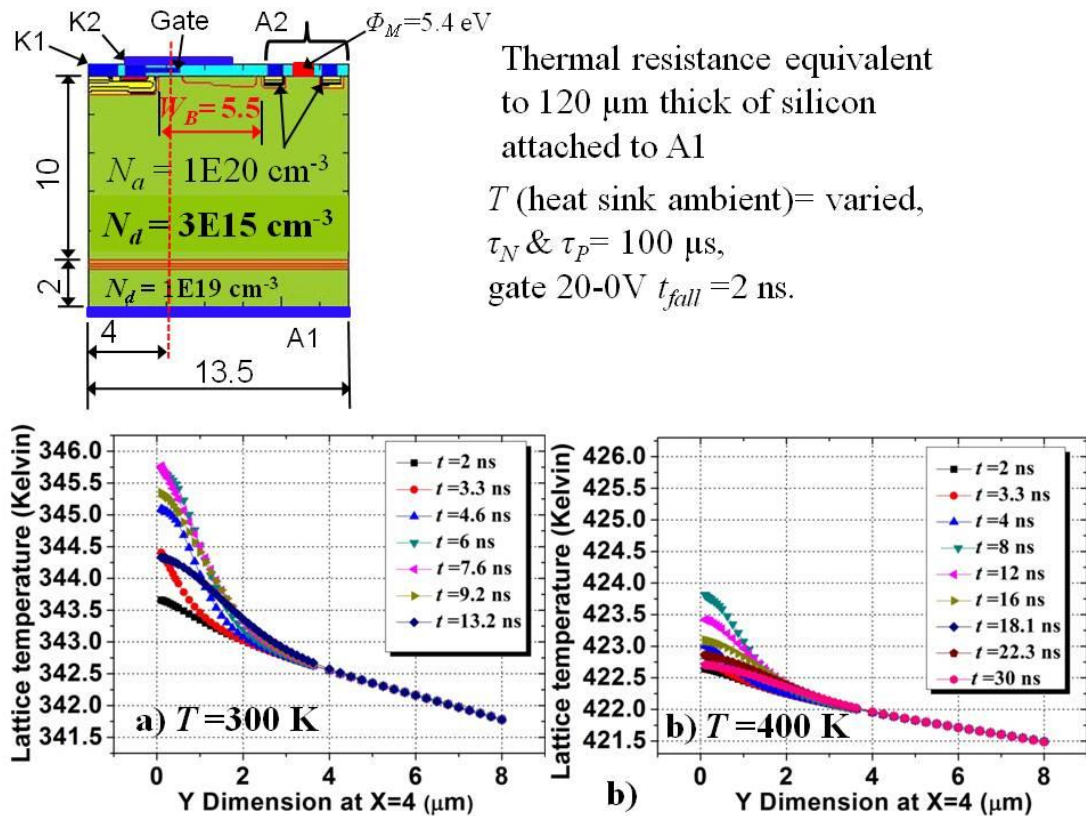 K2 Gate A2 Φ_M=5.4 eV
K1
W_B= 5.5
10
N_a = 1E20 cm⁻³
N_d = 3E15 cm⁻³
2
N_d = 1E19 cm⁻³
4
A1
13.5
Thermal resistance equivalent
to 120 μm thick of silicon
attached to A1
T (heat sink ambient)= varied,
τ_N & τ_P= 100 μs,
gate 20-0V t_fall =2 ns.
Lattice temperature (Kelvin)
346.0
345.5
345.0
344.5
344.0
343.5
343.0
342.5
342.0
341.5
t =2 ns
t =3.3 ns
t =4.6 ns
t =6 ns
t =7.6 ns
t =9.2 ns
t =13.2 ns
a) T =300 K
0 2 4 6 8
Y Dimension at X=4 (μm)
Lattice temperature (Kelvin)
426.0
425.5
425.0
424.5
424.0
423.5
423.0
422.5
422.0
421.5
t =2 ns
t =3.3 ns
t =4 ns
t =8 ns
t =12 ns
t =16 ns
t =18.1 ns
t =22.3 ns
t =30 ns
b) T =400 K
0 2 4 6 8
b) Y Dimension at X=4 (μm)